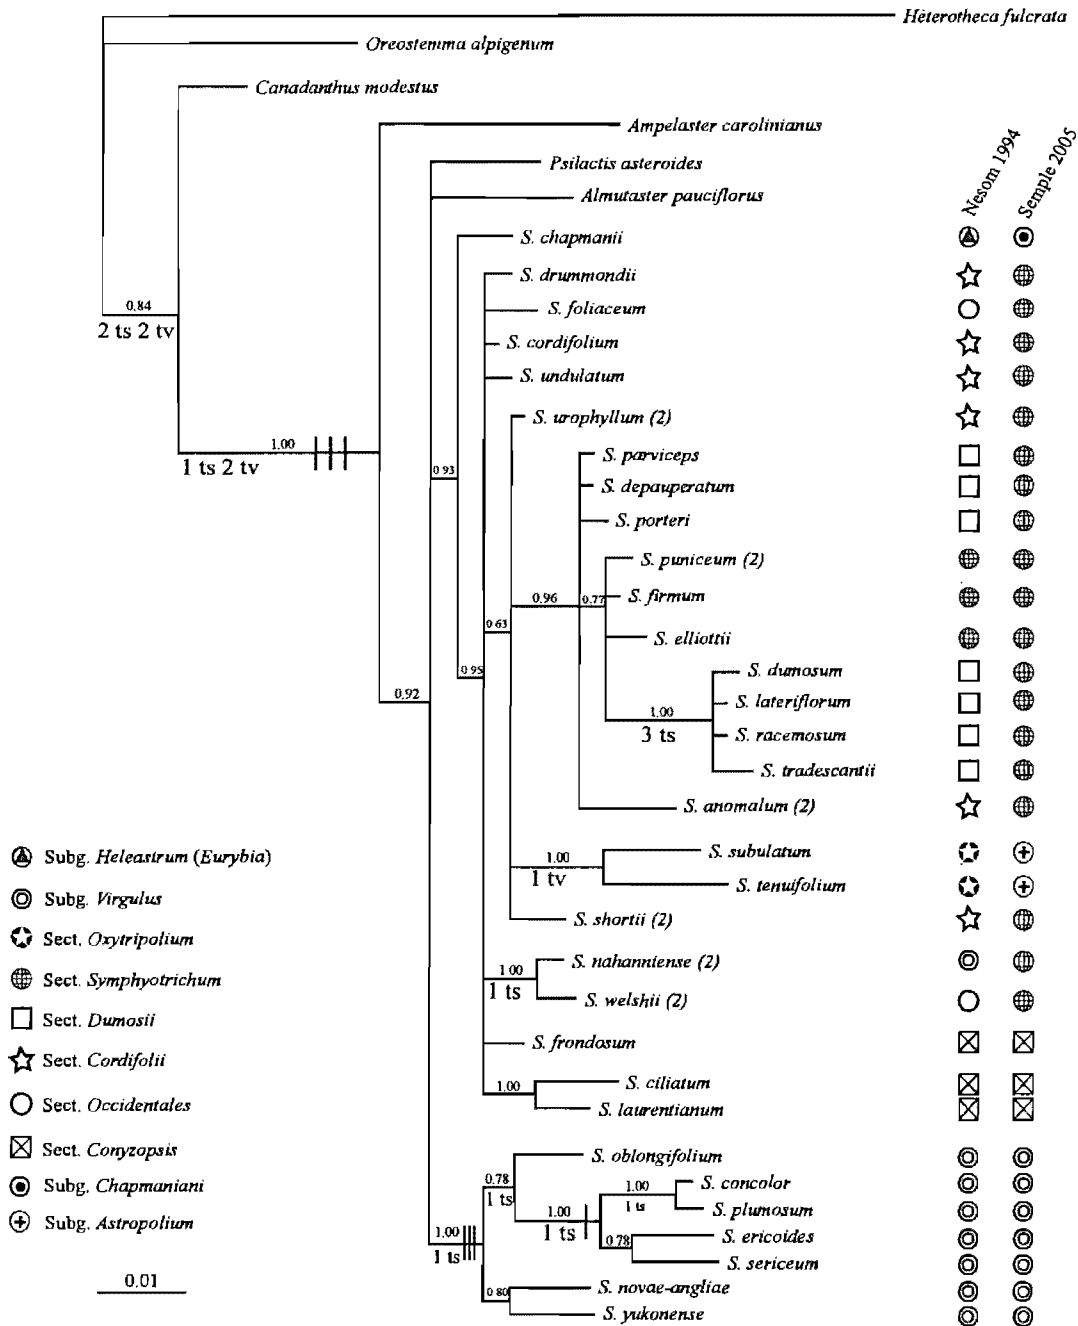 Heterotheca fulcrata
Oreostemma alpigenum
Canadanthus modestus
Ampelaster carolinianus
Psilactis asteroides
Almutaster pauciflorus
Nesom 1994
Semple 2005
S. chapmanii
S. drummondii
0.84
2 ts 2 tv
S. foliaceum
S. cordifolium
S. undulatum
S. urophyllum (2)
1.00
1 ts 2 tv
S. parviceps
0.93
S. depauperatum
S. porteri
S. puniceum (2)
0.96
0.77
S. firmum
0.63
S. elliottii
0.95
S. dumosum
0.92
S. lateriflorum
1.00
3 ts
S. racemosum
S. tradescantii
S. anomalum (2)
S. subulatum
1.00
1 tv
S. tenuifolium
S. shortii (2)
S. nahanniense (2)
1.00
1 ts
S. welshii (2)
S. frondosum
S. ciliatum
1.00
S. laurentianum
S. oblongifolium
0.78
1 ts
S. concolor
1.00
1 ts
S. plumosum
1.00
1 ts
S. ericoides
0.78
S. sericeum
1.00
1 ts
S. novae-angliae
0.80
S. yukonense
Subg. Heleastrum (Eurybia)
Subg. Virgulus
Sect. Oxytripolium
Sect. Symphyotrichum
Sect. Dumosii
Sect. Cordifolii
Sect. Occidentales
Sect. Conyzopsis
Subg. Chapmaniani
Subg. Astropolium
0.01